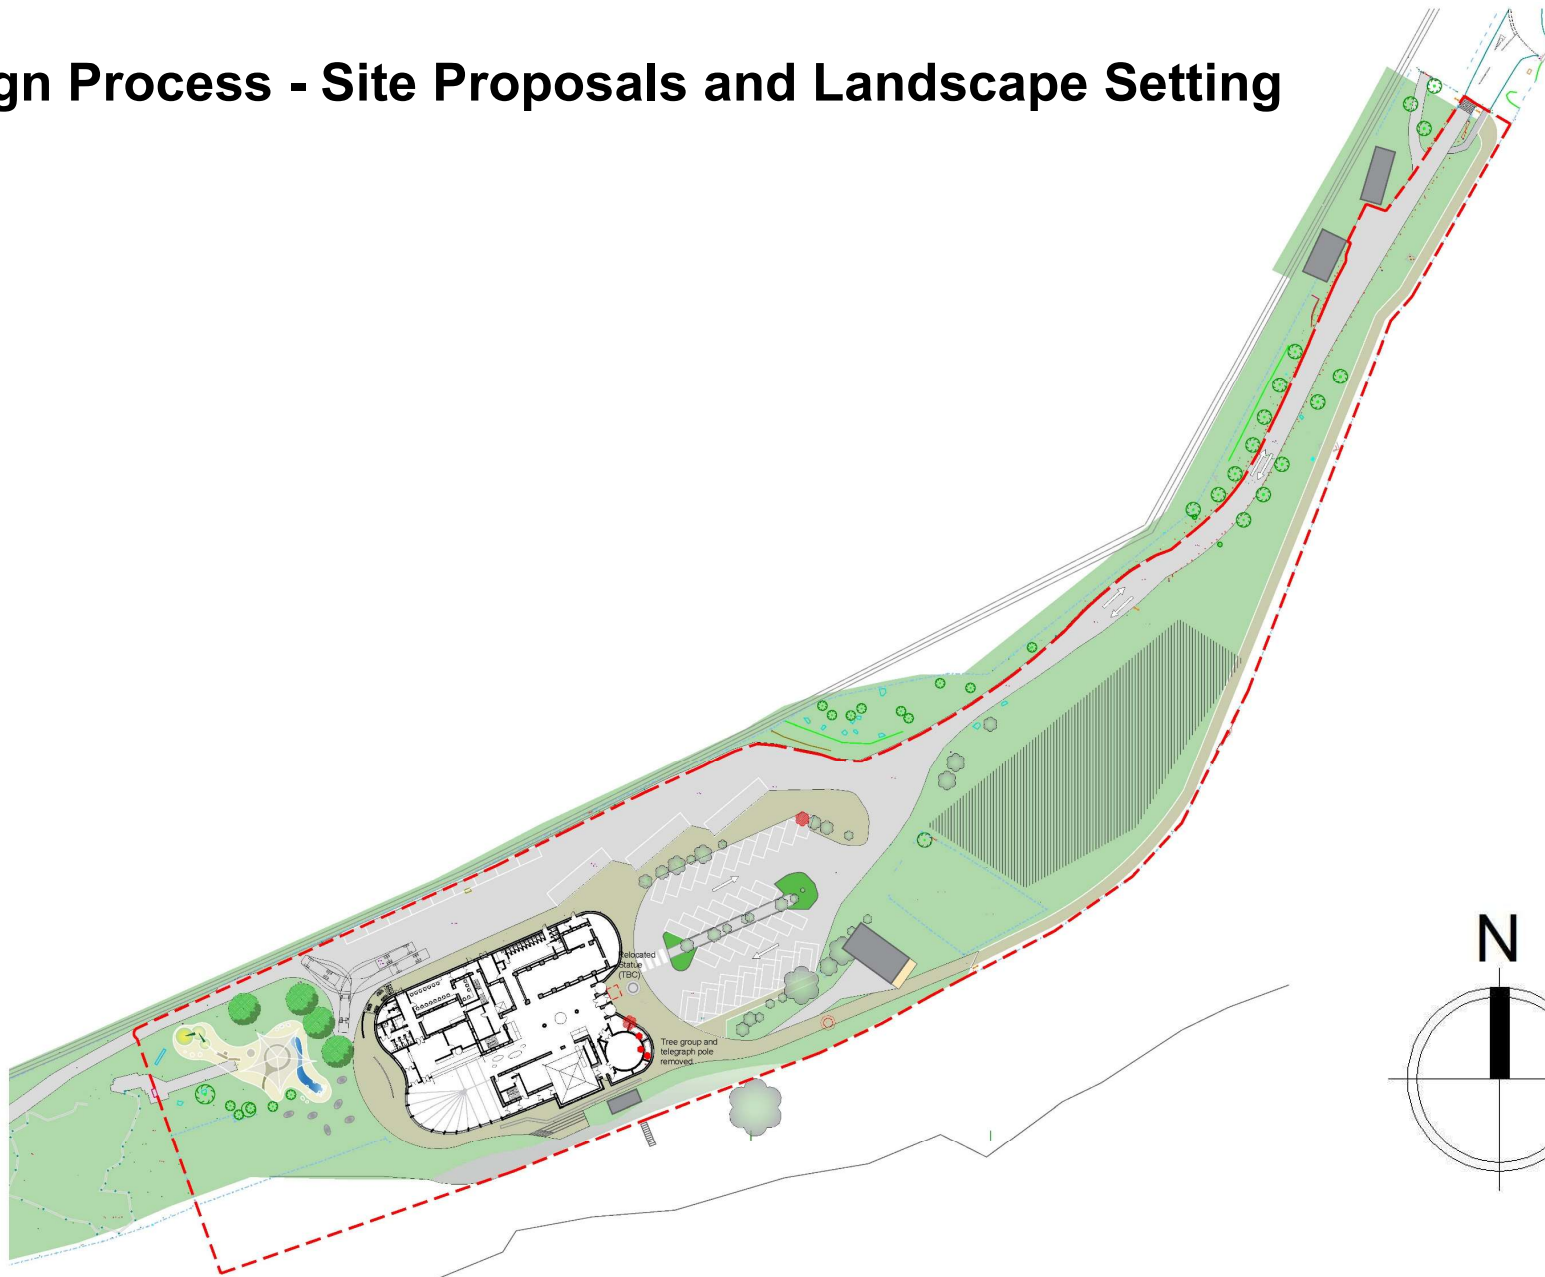 gn Process - Site Proposals and Landscape Setting
N
Relocated
Statue
(TBC)
Tree group and
telegraph pole
removed.